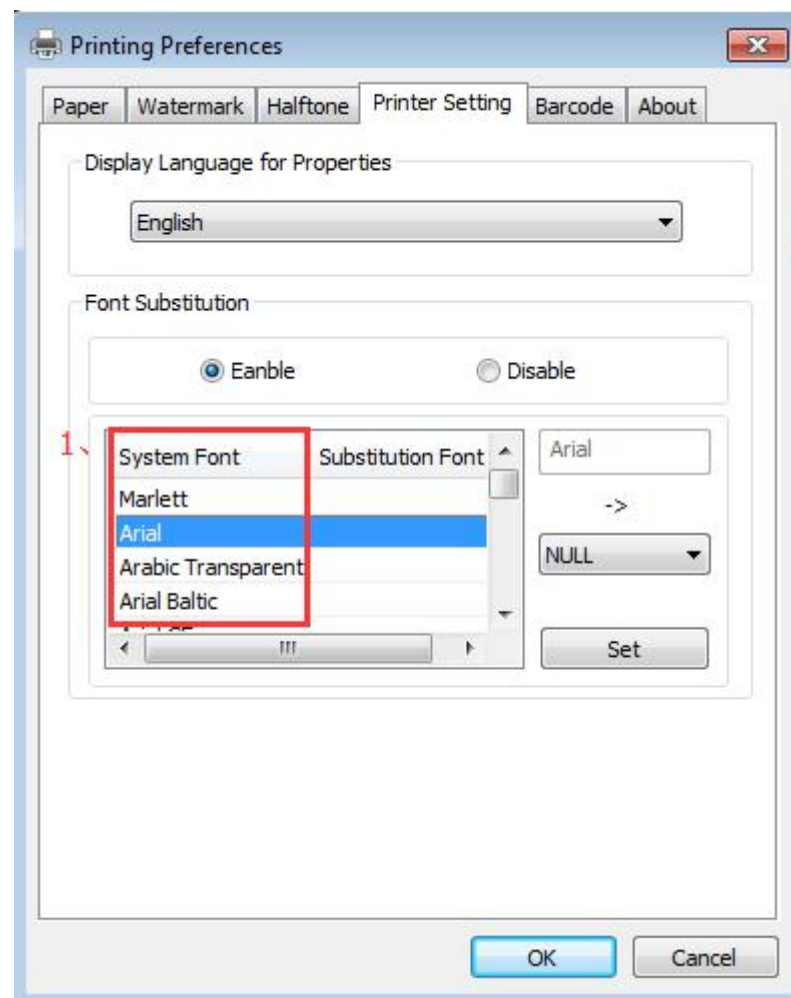 Printing Preferences
Paper Watermark Halftone Printer Setting Barcode About
Display Language for Properties
English
Font Substitution
Eanble Disable
1、
System Font Substitution Font
Marlett
Arial
Arabic Transparent
Arial Baltic
Arial
->
NULL
Set
OK Cancel